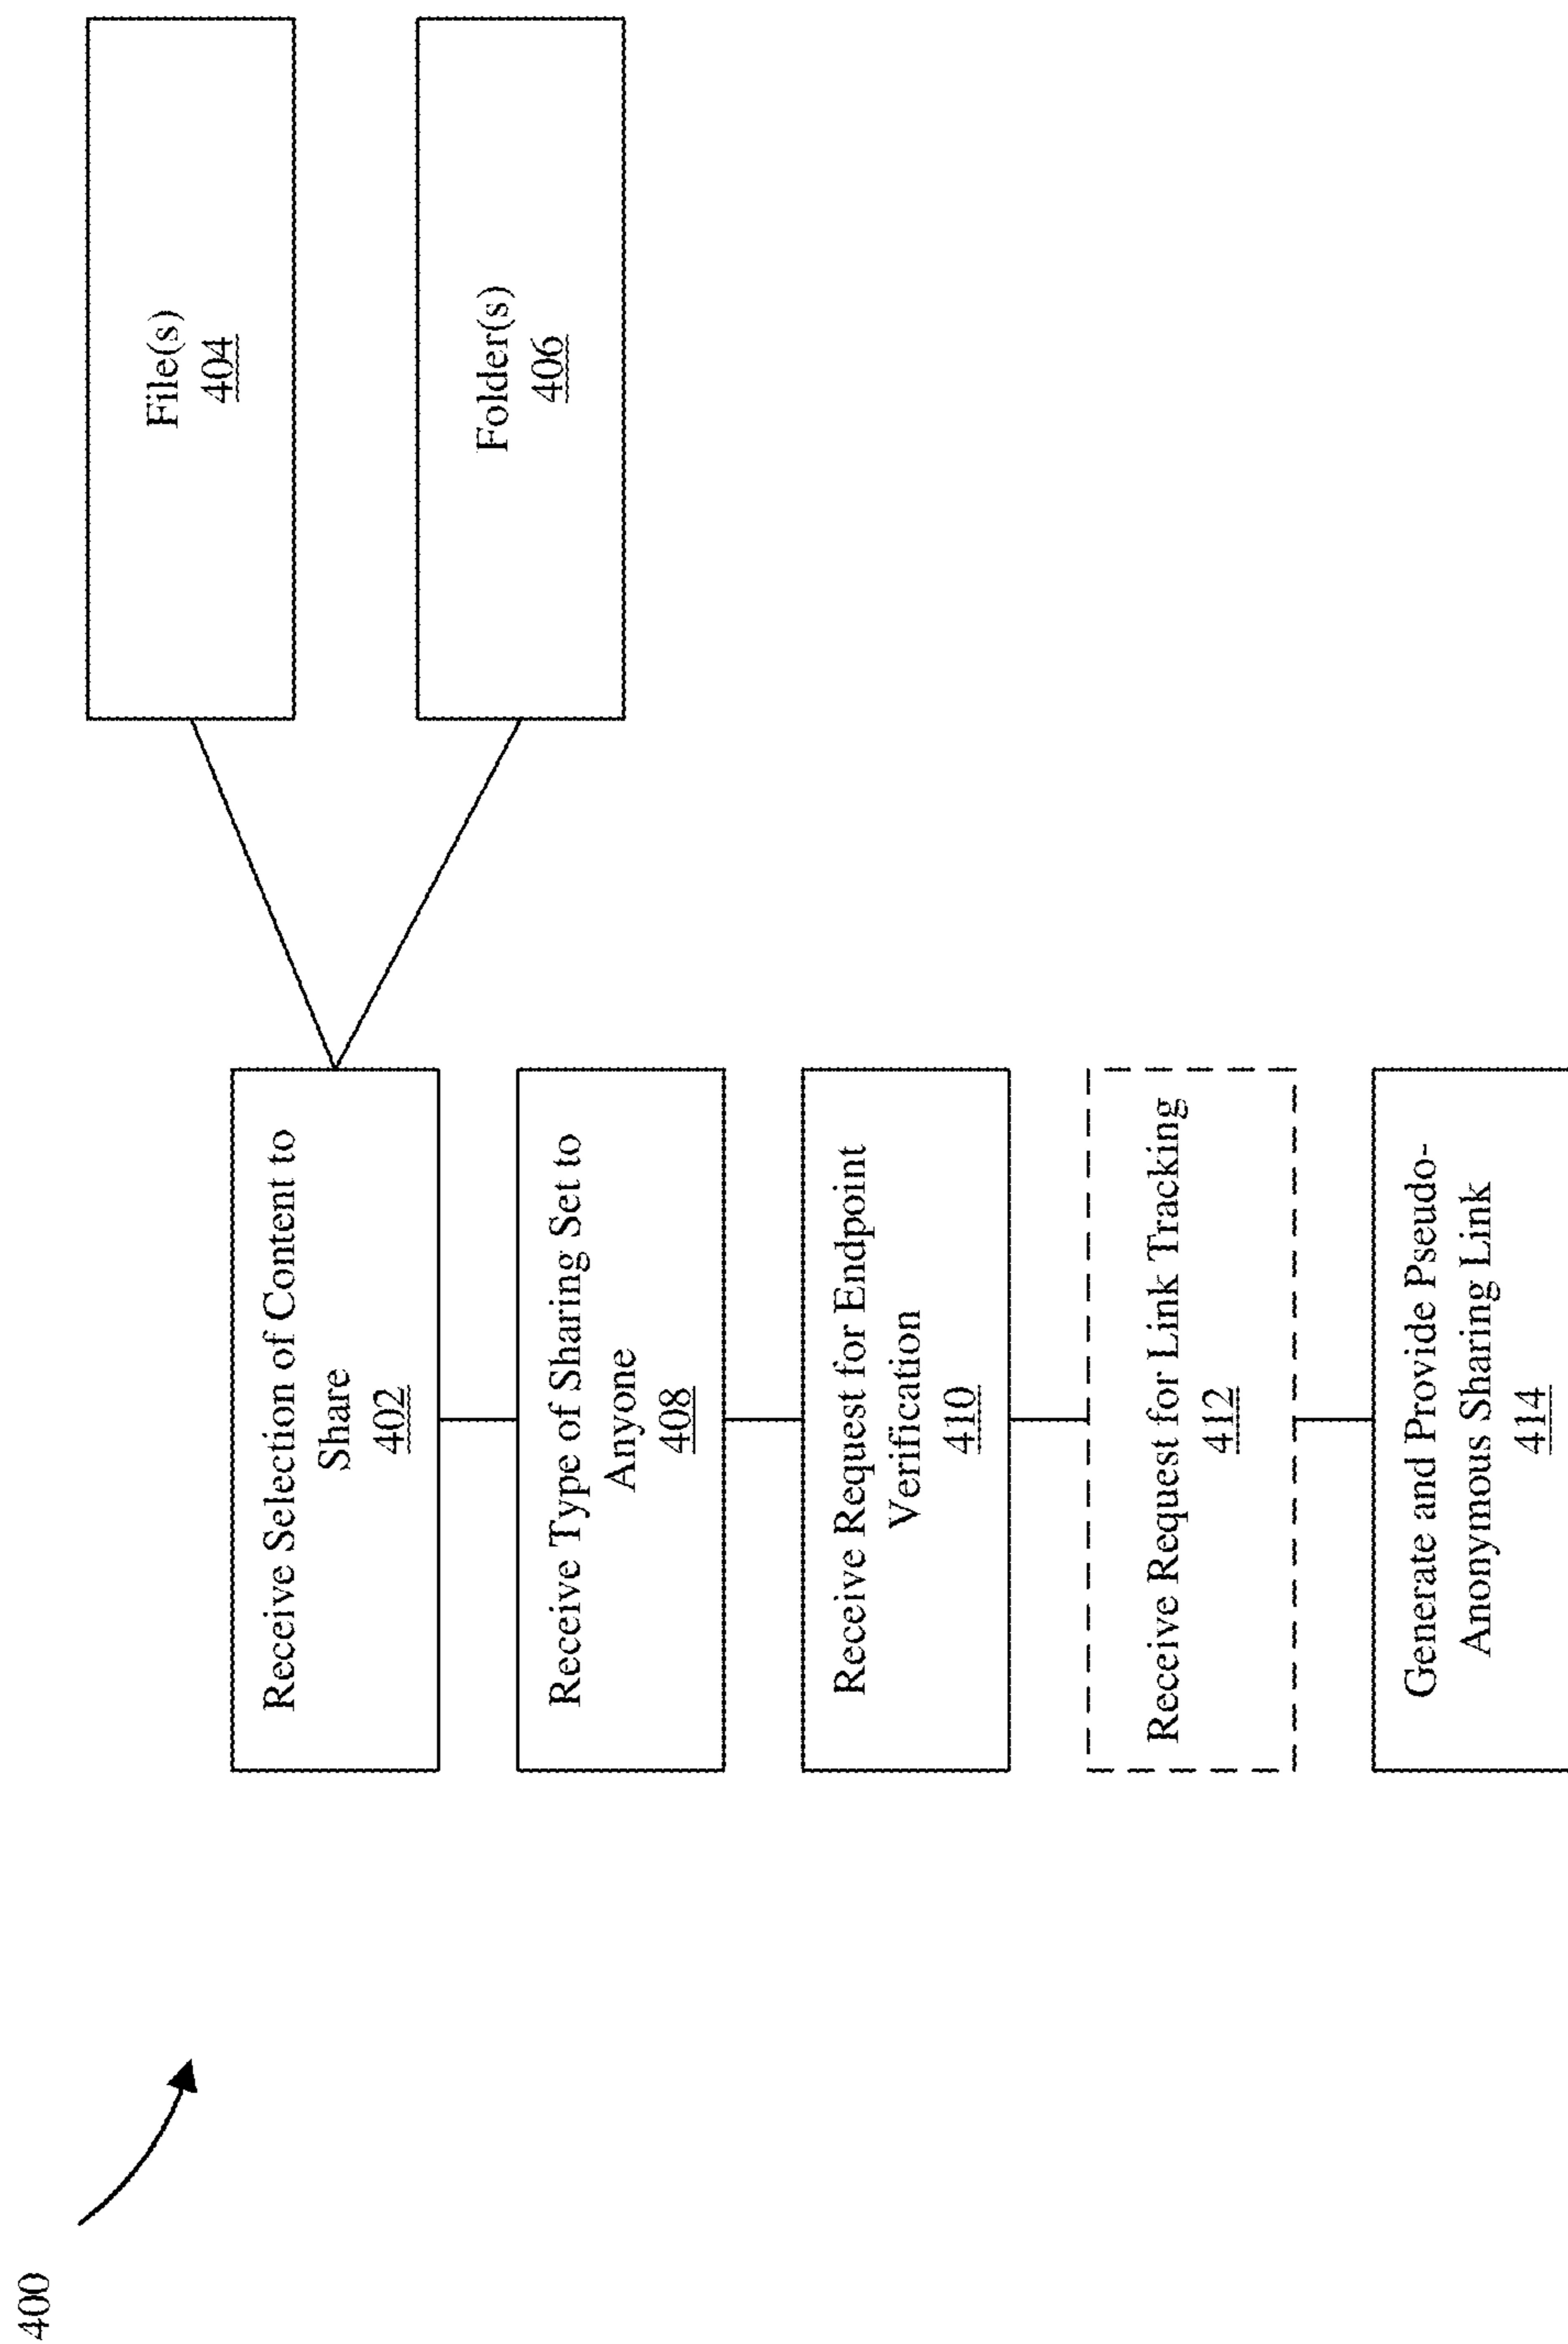 400
Receive Selection of Content to
Share
402
File(s)
404
Folder(s)
406
Receive Type of Sharing Set to
Anyone
408
Receive Request for Endpoint
Verification
410
Receive Request for Link Tracking
412
Generate and Provide Pseudo-
Anonymous Sharing Link
414